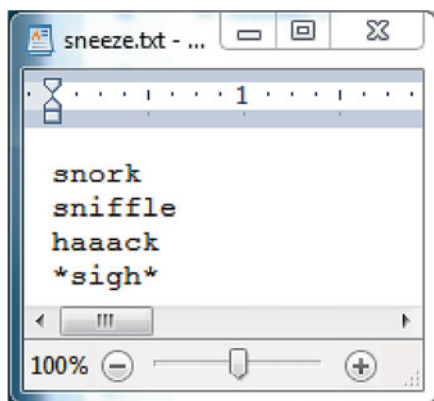 sneeze.txt - ...
1
snork
sniffle
haaack
*sigh*
100%